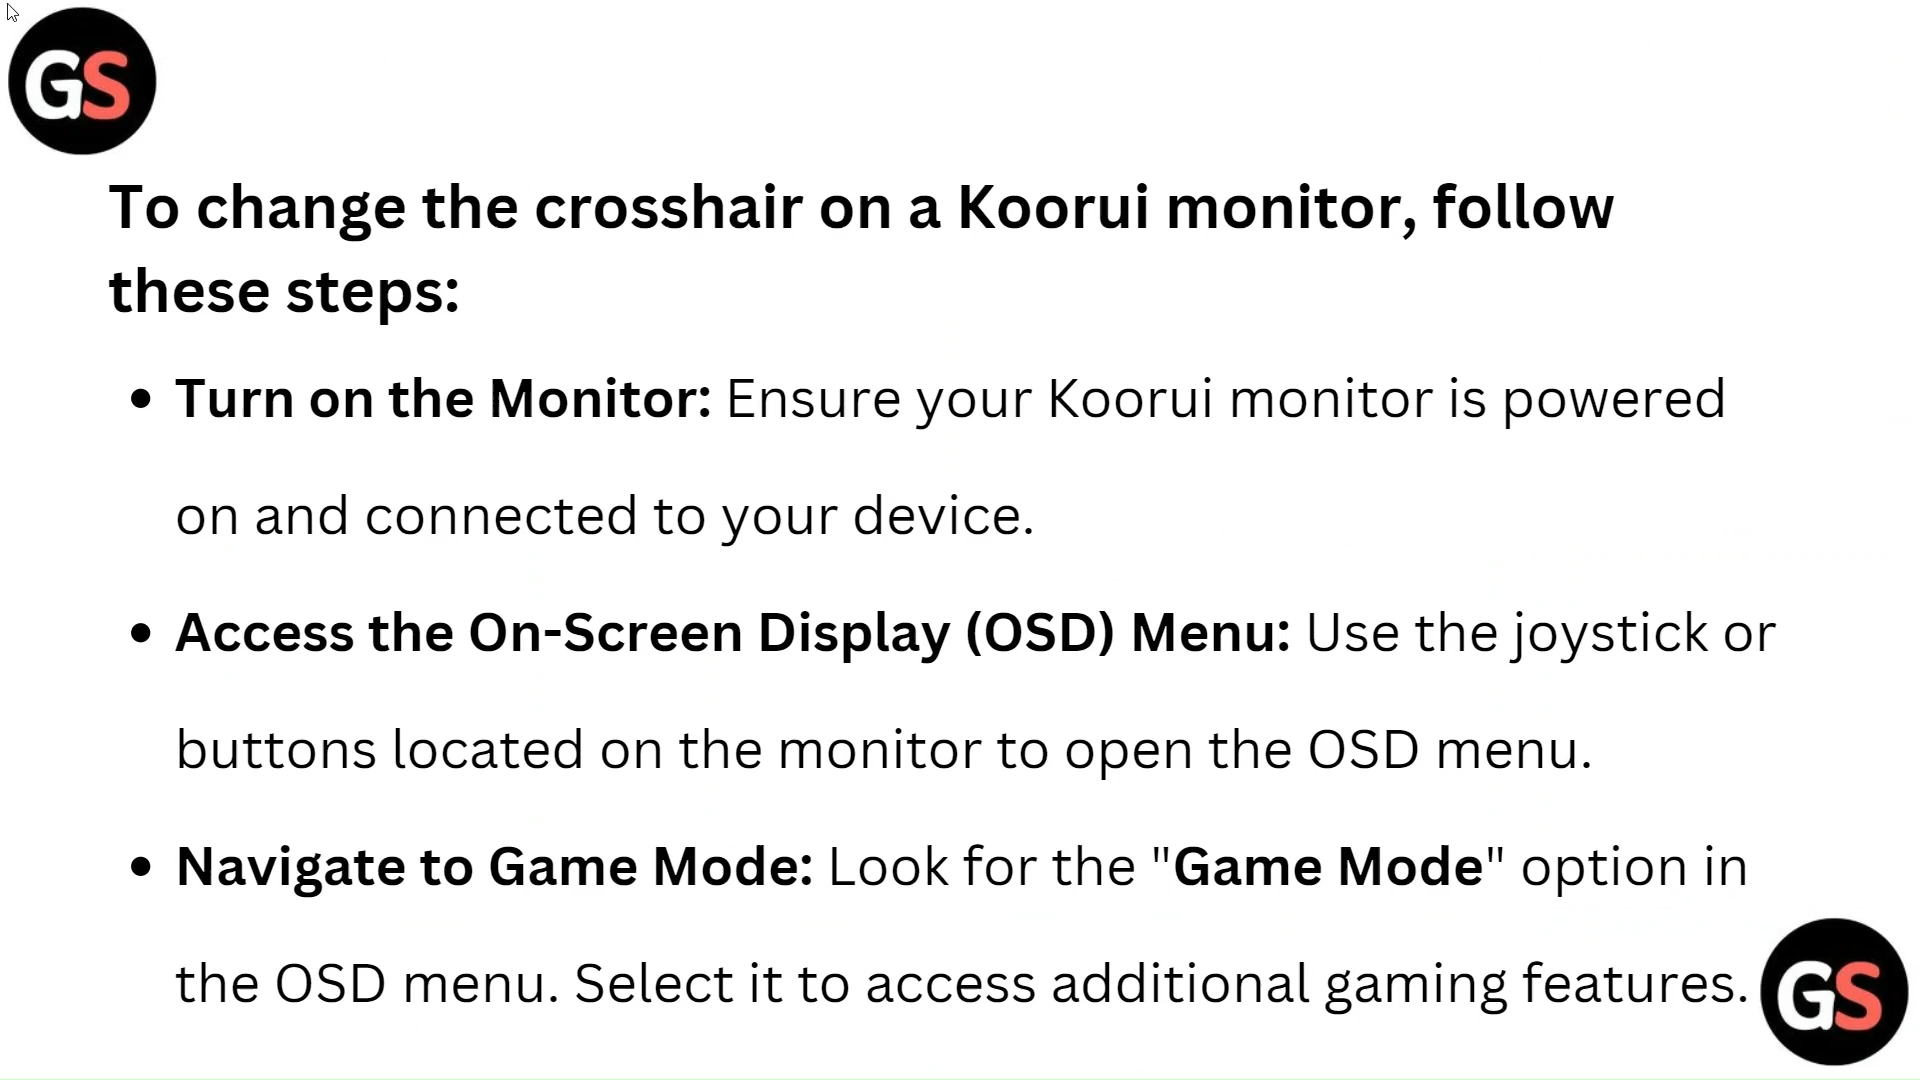 GS
To change the crosshair on a Koorui monitor, follow
these steps:
• Turn on the Monitor: Ensure your Koorui monitor is powered
on and connected to your device.
• Access the On-Screen Display (OSD) Menu: Use the joystick or
buttons located on the monitor to open the OSD menu.
• Navigate to Game Mode: Look for the "Game Mode" option in
the OSD menu. Select it to access additional gaming features.
GS